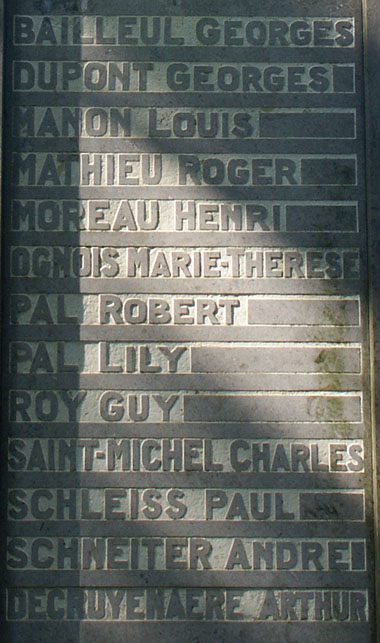 BAILLEUL GEORGES
DUPONT GEORGES
MANON LOUIS
MATHIEU ROGER
MOREAU HENRI
OGNOIS MARIE-THERESE
PAL ROBERT
PAL LILY
ROY GUY
SAINT-MICHEL CHARLES
SCHLEISS PAUL
SCHNEITER ANDRE
DECRUYENAERE ARTHUR